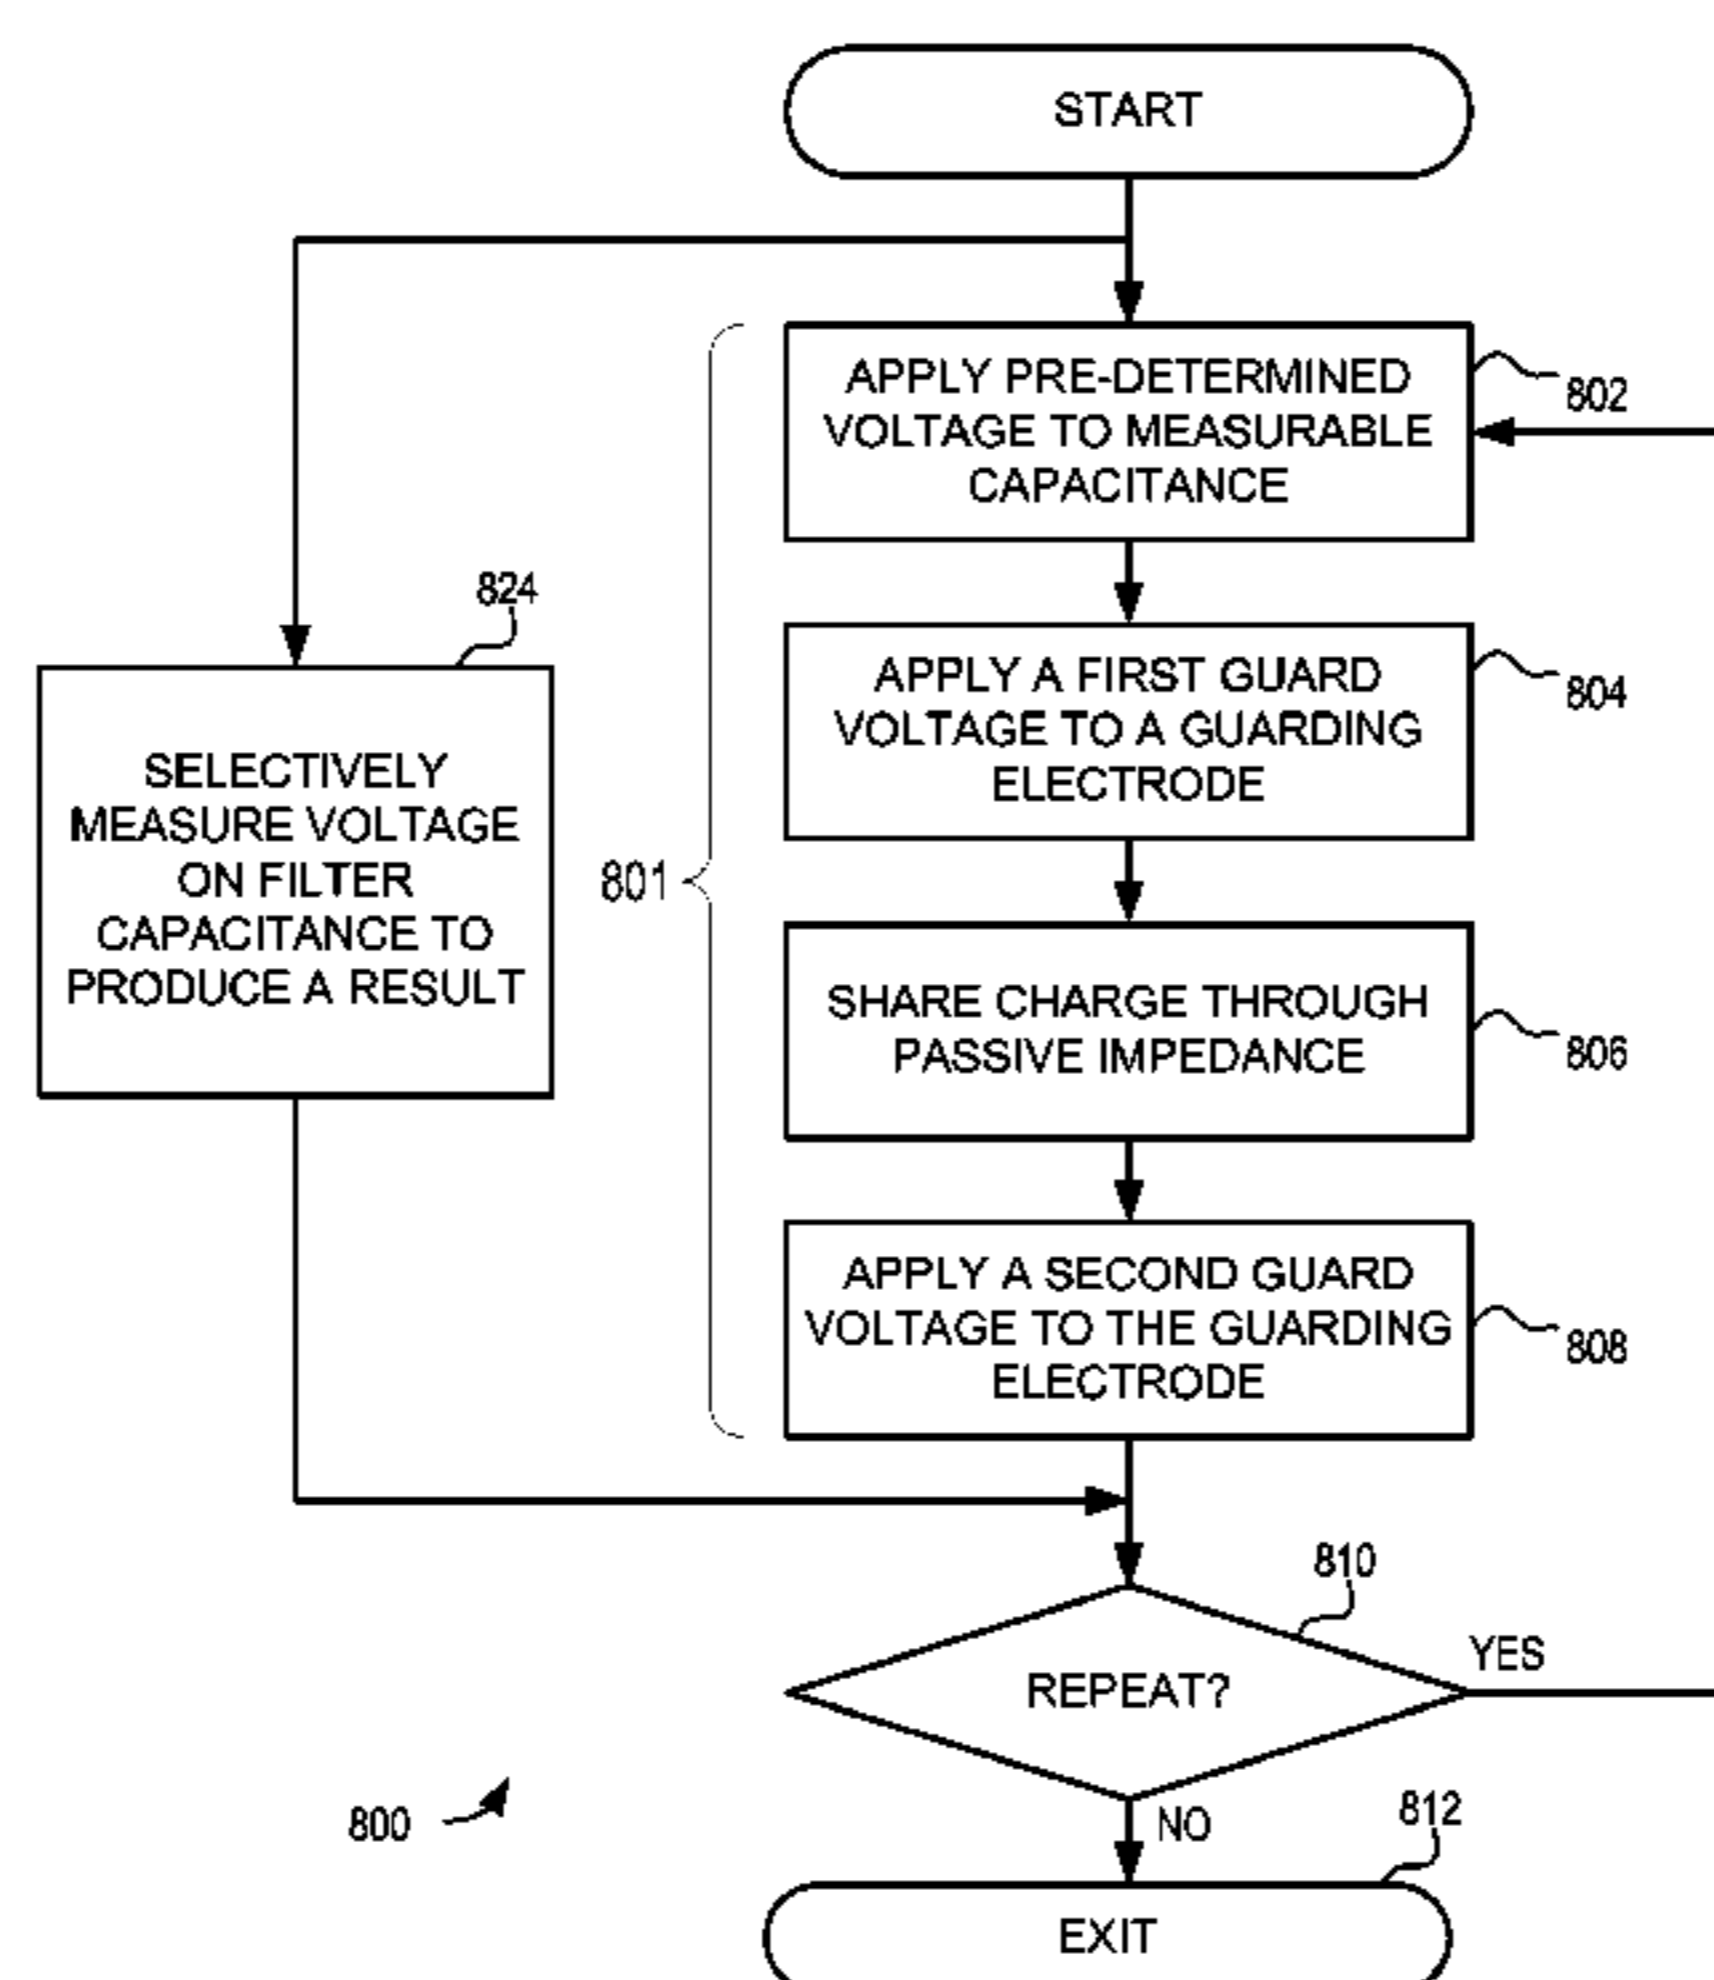 START
APPLY PRE-DETERMINED
VOLTAGE TO MEASURABLE
CAPACITANCE
802
824
SELECTIVELY
MEASURE VOLTAGE
ON FILTER
CAPACITANCE TO
PRODUCE A RESULT
801
APPLY A FIRST GUARD
VOLTAGE TO A GUARDING
ELECTRODE
804
SHARE CHARGE THROUGH
PASSIVE IMPEDANCE
806
APPLY A SECOND GUARD
VOLTAGE TO THE GUARDING
ELECTRODE
808
810
REPEAT?
YES
NO
800
812
EXIT